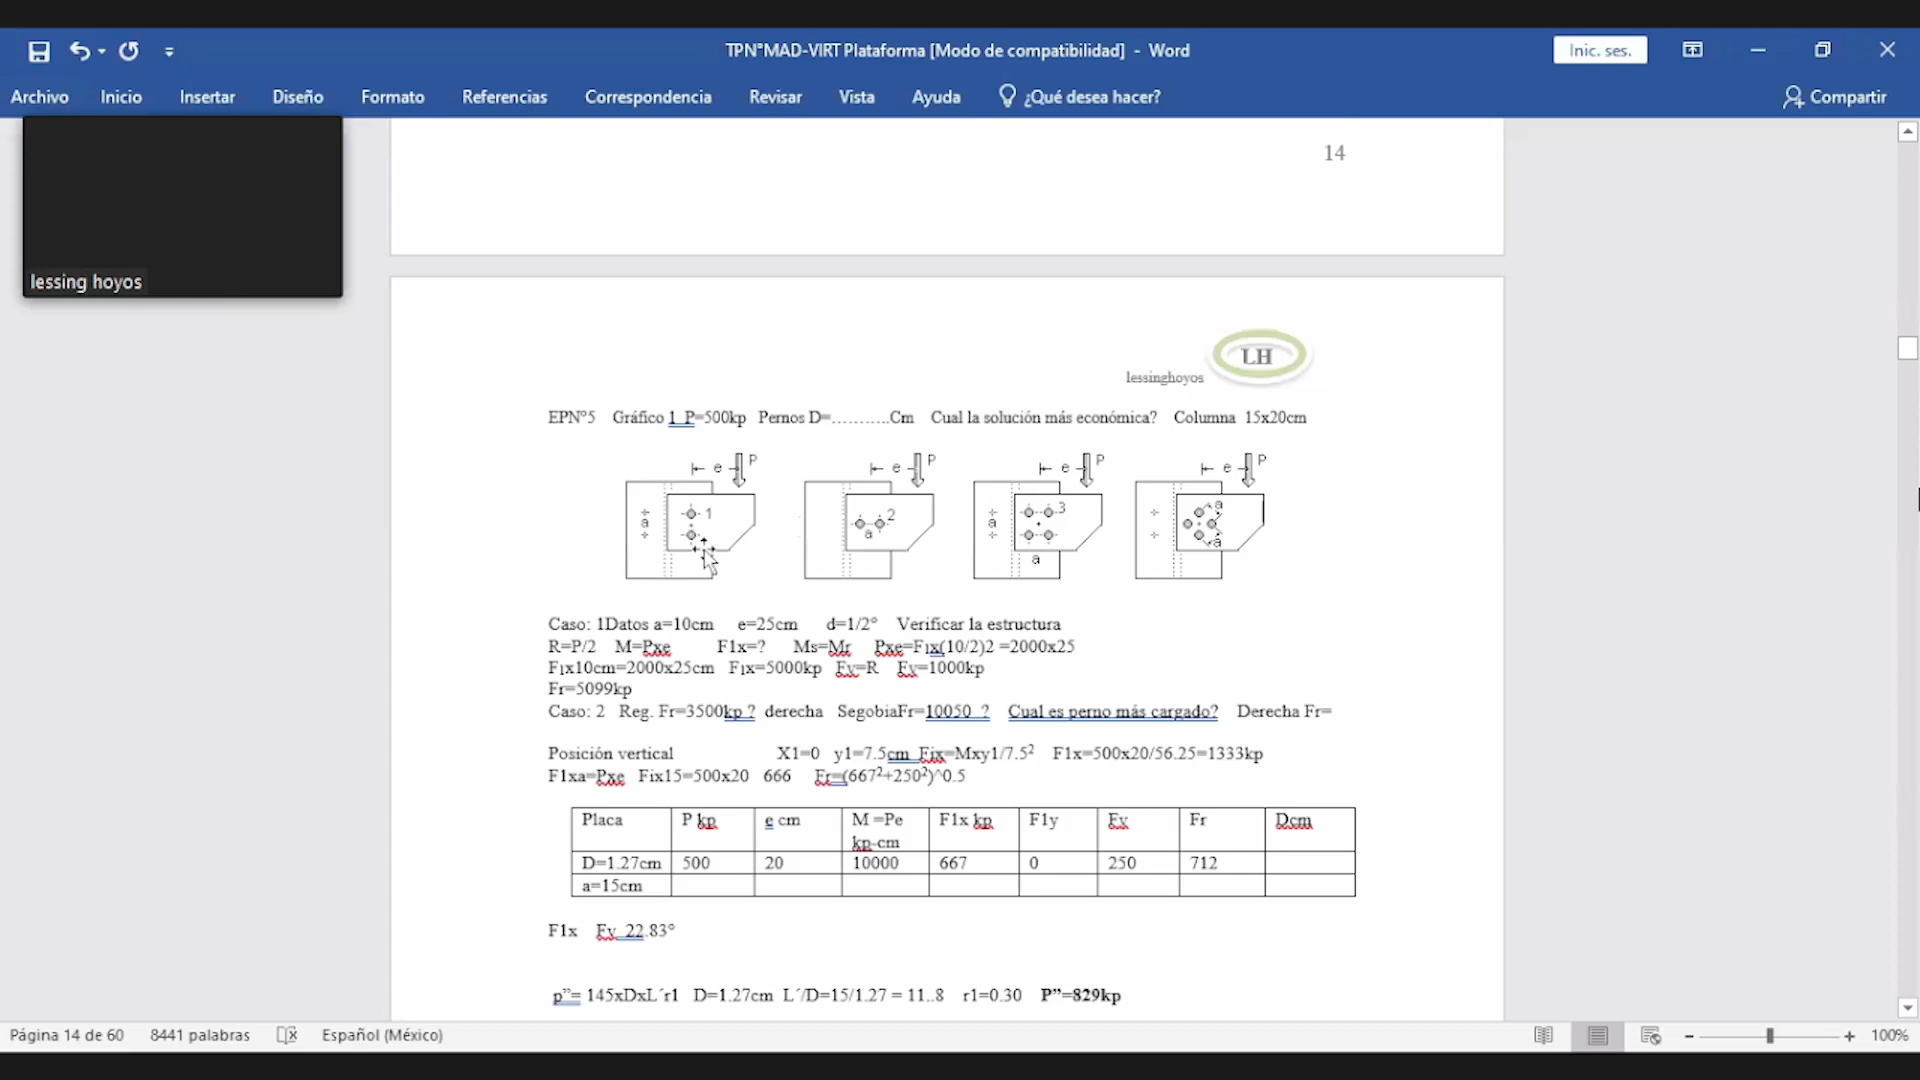 TPN°MAD-VIRT Plataforma [Modo de compatibilidad] - Word
Inic. ses.
Archivo Inicio Insertar Diseño Formato Referencias Correspondencia Revisar Vista Ayuda ¿Qué desea hacer? Compartir
lessing hoyos
14
LH
lessinghoyos
EPN°5 Gráfico 1 P=500kp Pernos D=………..Cm Cual la solución más económica? Columna 15x20cm
e P e P e P e P
a 1 a 2 a 3 a a
a
Caso: 1Datos a=10cm e=25cm d=1/2° Verificar la estructura
R=P/2 M=Pxe F1x=? Ms=Mr Pxe=F1x(10/2)2 =2000x25
F1x10cm=2000x25cm F1x=5000kp Fv=R Fv=1000kp
Fr=5099kp
Caso: 2 Reg. Fr=3500kp ? derecha SegobiaFr=10050 ? Cual es perno más cargado? Derecha Fr=
Posición vertical X1=0 y1=7.5cm Fix=Mxy1/7.5² F1x=500x20/56.25=1333kp
F1xa=Pxe Fix15=500x20 666 Fr=(667²+250²)^0.5
Placa P kp e cm M =Pe F1x kp F1y Fv Fr Dcm
kp-cm
D=1.27cm 500 20 10000 667 0 250 712
a=15cm
F1x Fv 22.83°
p”= 145xDxL´r1 D=1.27cm L´/D=15/1.27 = 11..8 r1=0.30 P”=829kp
Página 14 de 60 8441 palabras Español (México) 100%